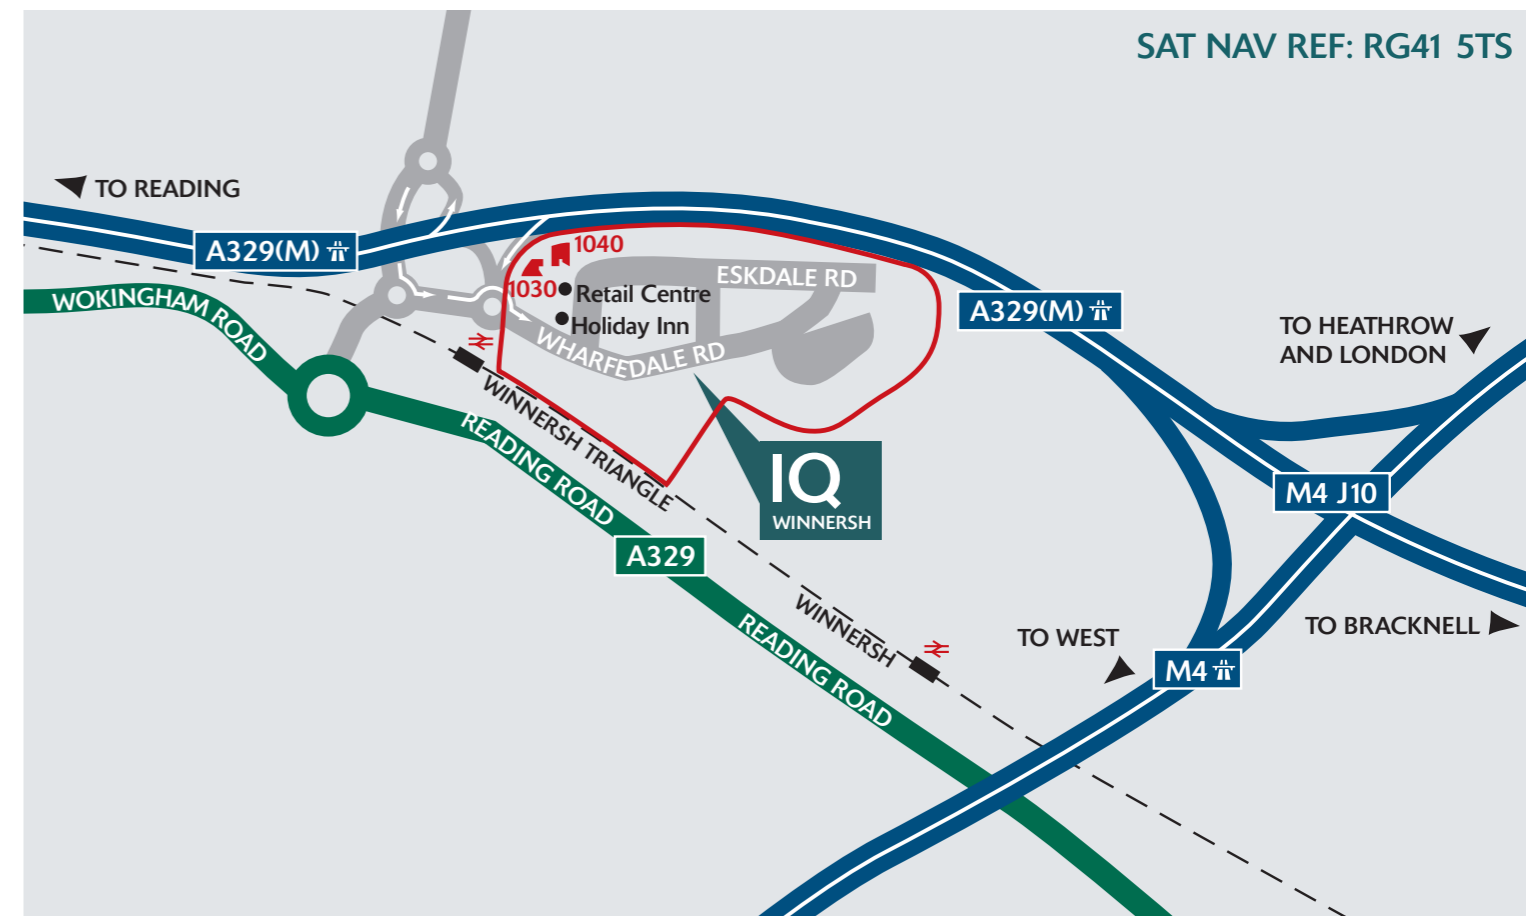 SAT NAV REF: RG41 5TS
TO READING
A329(M)
1040
1030
ESKDALE RD
Retail Centre
Holiday Inn
WHARFEDALE RD
WOKINGHAM ROAD
A329(M)
TO HEATHROW
AND LONDON
WINNERSH TRIANGLE
READING ROAD
IQ
WINNERSH
M4 J10
A329
WINNERSH
READING ROAD
TO WEST
TO BRACKNELL
M4